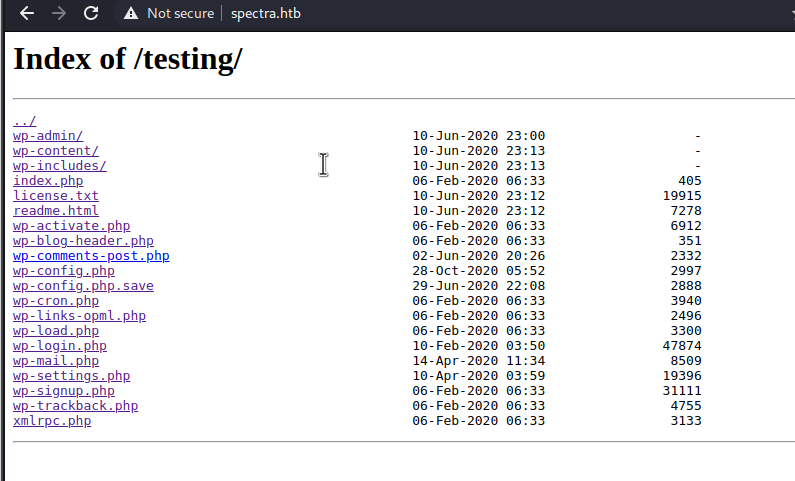 Not secure | spectra.htb
Index of /testing/
../
wp-admin/ 10-Jun-2020 23:00 -
wp-content/ 10-Jun-2020 23:13 -
wp-includes/ 10-Jun-2020 23:13 -
index.php 06-Feb-2020 06:33 405
license.txt 10-Jun-2020 23:12 19915
readme.html 10-Jun-2020 23:12 7278
wp-activate.php 06-Feb-2020 06:33 6912
wp-blog-header.php 06-Feb-2020 06:33 351
wp-comments-post.php 02-Jun-2020 20:26 2332
wp-config.php 28-Oct-2020 05:52 2997
wp-config.php.save 29-Jun-2020 22:08 2888
wp-cron.php 06-Feb-2020 06:33 3940
wp-links-opml.php 06-Feb-2020 06:33 2496
wp-load.php 06-Feb-2020 06:33 3300
wp-login.php 10-Feb-2020 03:50 47874
wp-mail.php 14-Apr-2020 11:34 8509
wp-settings.php 10-Apr-2020 03:59 19396
wp-signup.php 06-Feb-2020 06:33 31111
wp-trackback.php 06-Feb-2020 06:33 4755
xmlrpc.php 06-Feb-2020 06:33 3133